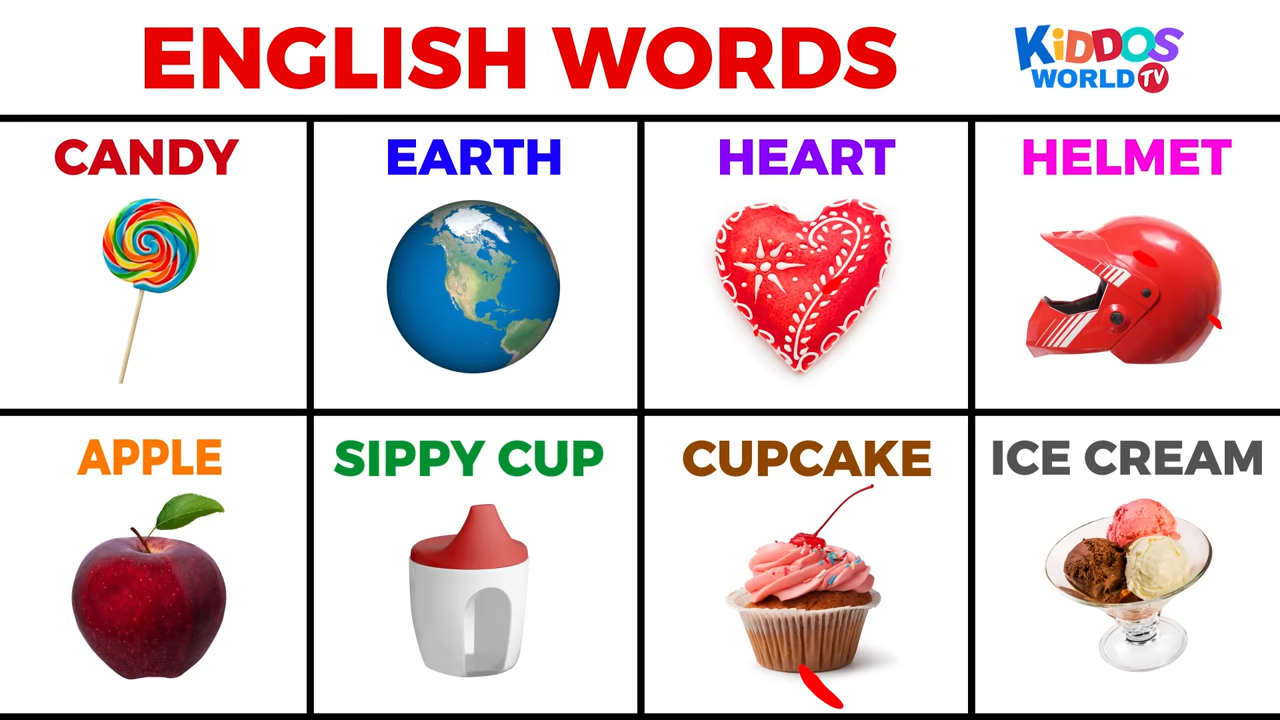 ENGLISH WORDS
KiDDOS
WORLD TV
CANDY
EARTH
HEART
HELMET
APPLE
SIPPY CUP
CUPCAKE
ICE CREAM